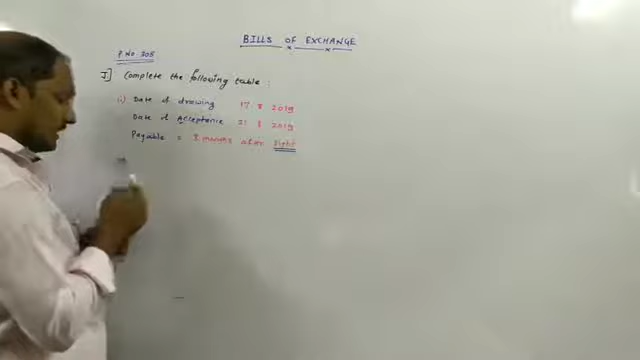 BILLS OF EXCHANGE
P.No. 305
I] Complete the following table :
(i) Date of drawing 17 8 2019
Date of Acceptance 21 8 2019
Payable = 3 months after sight